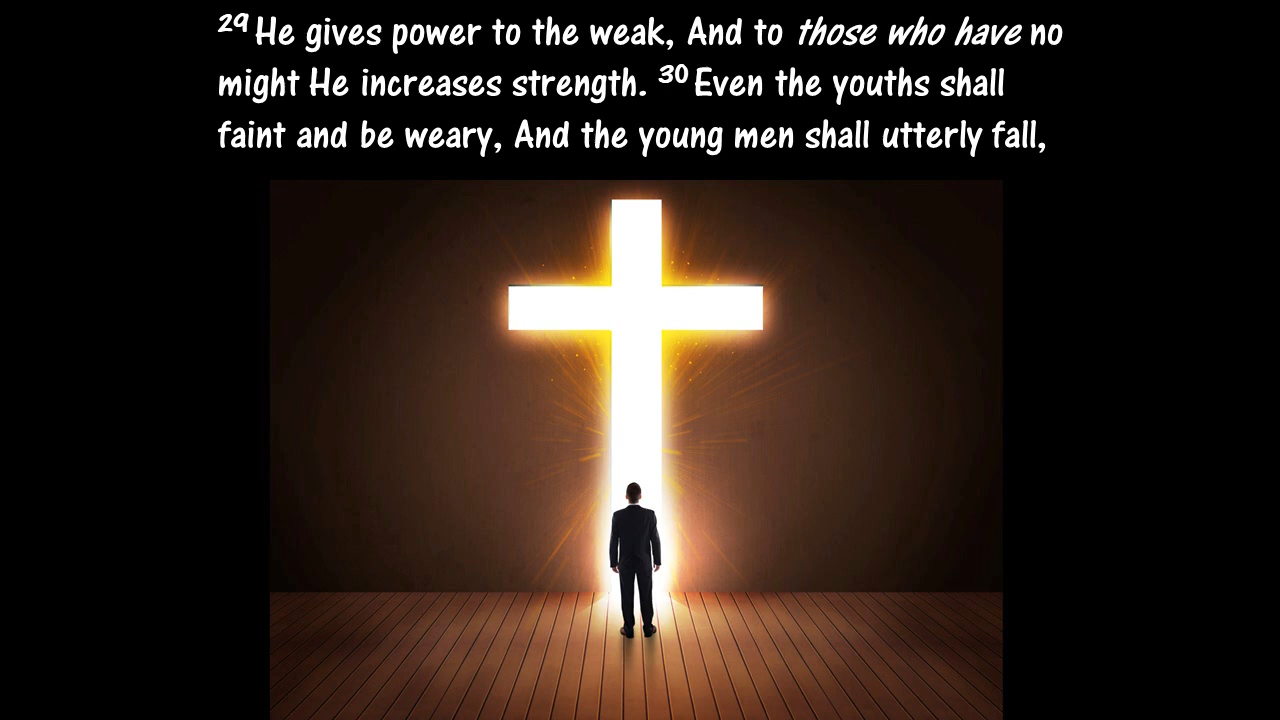 29 He gives power to the weak, And to those who have no
might He increases strength. 30 Even the youths shall
faint and be weary, And the young men shall utterly fall,